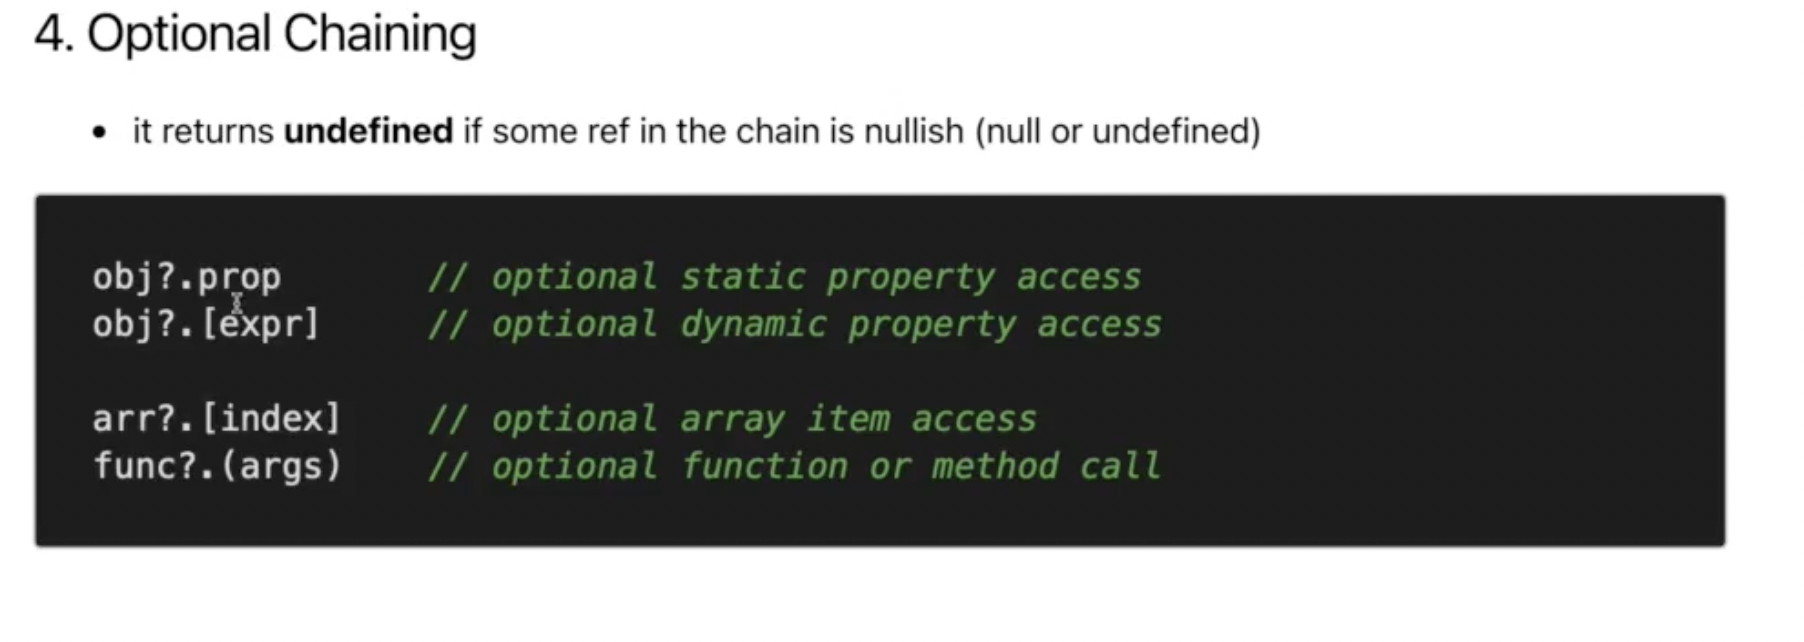 4. Optional Chaining
• it returns undefined if some ref in the chain is nullish (null or undefined)
obj?.prop // optional static property access
obj?.[expr] // optional dynamic property access
arr?.[index] // optional array item access
func?.(args) // optional function or method call